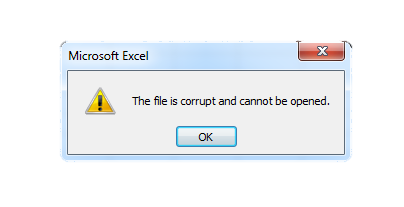 Microsoft Excel
The file is corrupt and cannot be opened.
OK